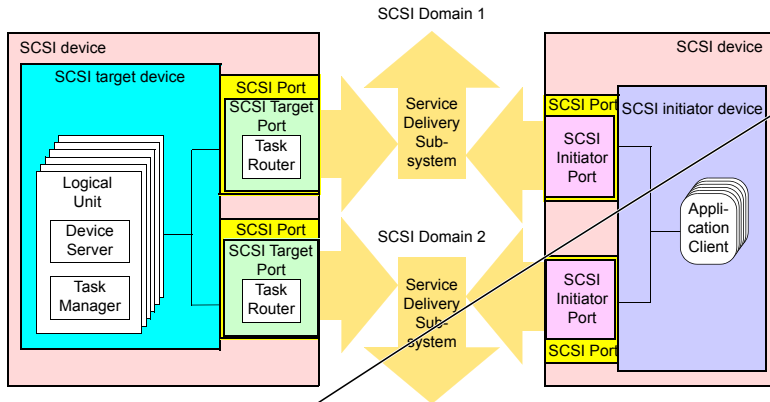 SCSI Domain 1
SCSI device
SCSI target device
SCSI Port
SCSI Target
Port
Task
Router
Logical
Unit
Device
Server
Task
Manager
SCSI Port
SCSI Target
Port
Task
Router
Service
Delivery
Sub-
system
SCSI Domain 2
Service
Delivery
Sub-
system
SCSI device
SCSI Port
SCSI initiator device
SCSI
Initiator
Port
Appli-
cation
Client
SCSI
Initiator
Port
SCSI Port